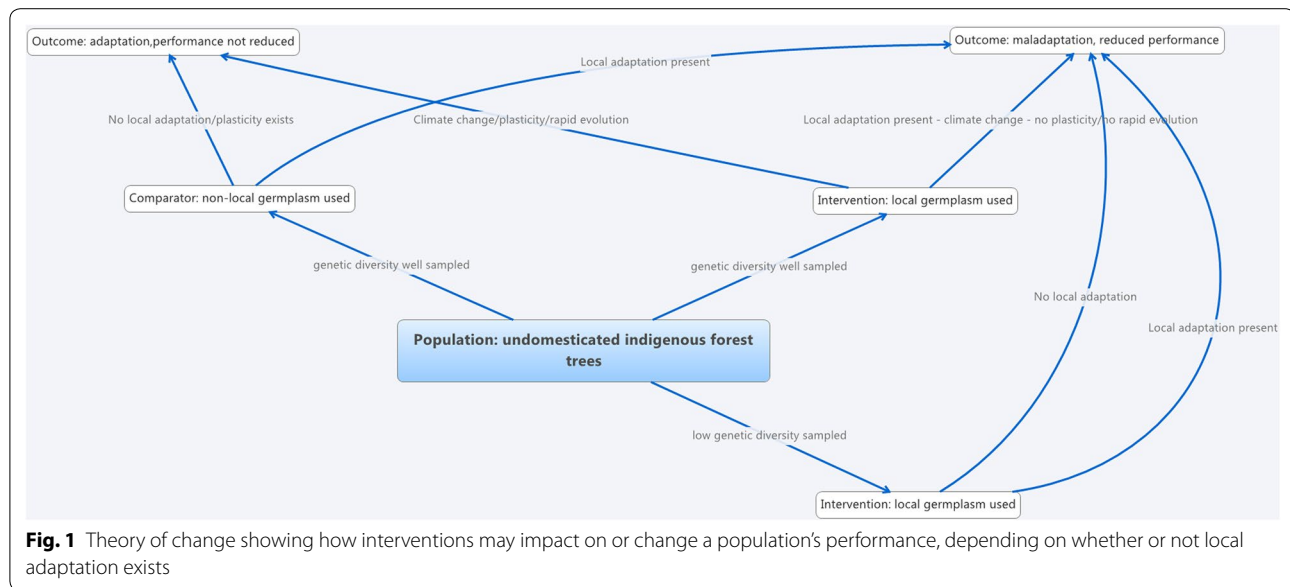 Outcome: adaptation,performance not reduced
Outcome: maladaptation, reduced performance
Local adaptation present
No local adaptation/plasticity exists
Climate change/plasticity/rapid evolution
Local adaptation present - climate change - no plasticity/no rapid evolution
Comparator: non-local germplasm used
Intervention: local germplasm used
genetic diversity well sampled
genetic diversity well sampled
No local adaptation
Local adaptation present
Population: undomesticated indigenous forest
trees
low genetic diversity sampled
Intervention: local germplasm used
Fig. 1 Theory of change showing how interventions may impact on or change a population’s performance, depending on whether or not local
adaptation exists